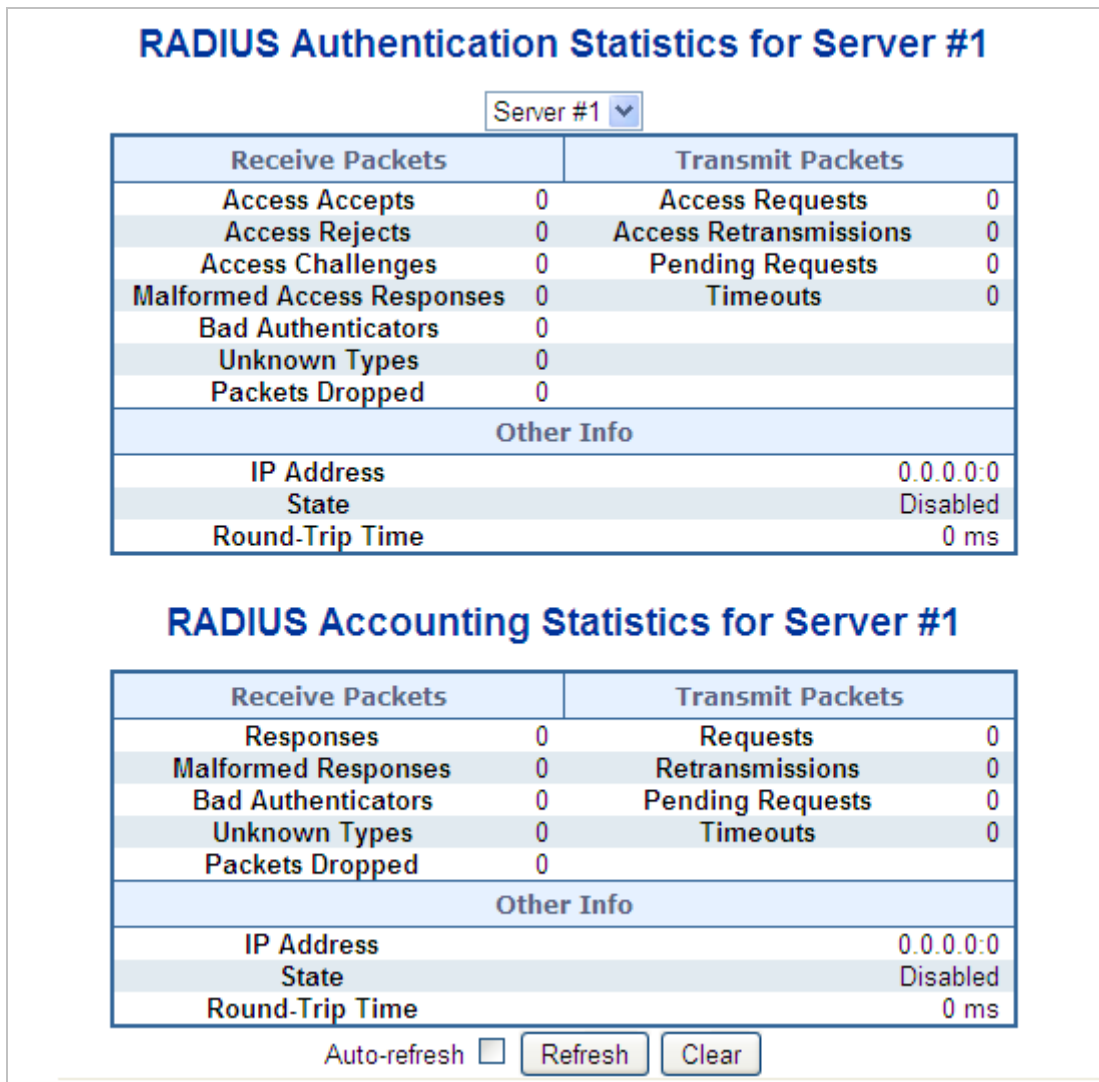 RADIUS Authentication Statistics for Server #1
Server #1
Receive Packets Transmit Packets
Access Accepts 0 Access Requests 0
Access Rejects 0 Access Retransmissions 0
Access Challenges 0 Pending Requests 0
Malformed Access Responses 0 Timeouts 0
Bad Authenticators 0
Unknown Types 0
Packets Dropped 0
Other Info
IP Address 0.0.0.0:0
State Disabled
Round-Trip Time 0 ms
RADIUS Accounting Statistics for Server #1
Receive Packets Transmit Packets
Responses 0 Requests 0
Malformed Responses 0 Retransmissions 0
Bad Authenticators 0 Pending Requests 0
Unknown Types 0 Timeouts 0
Packets Dropped 0
Other Info
IP Address 0.0.0.0:0
State Disabled
Round-Trip Time 0 ms
Auto-refresh Refresh Clear